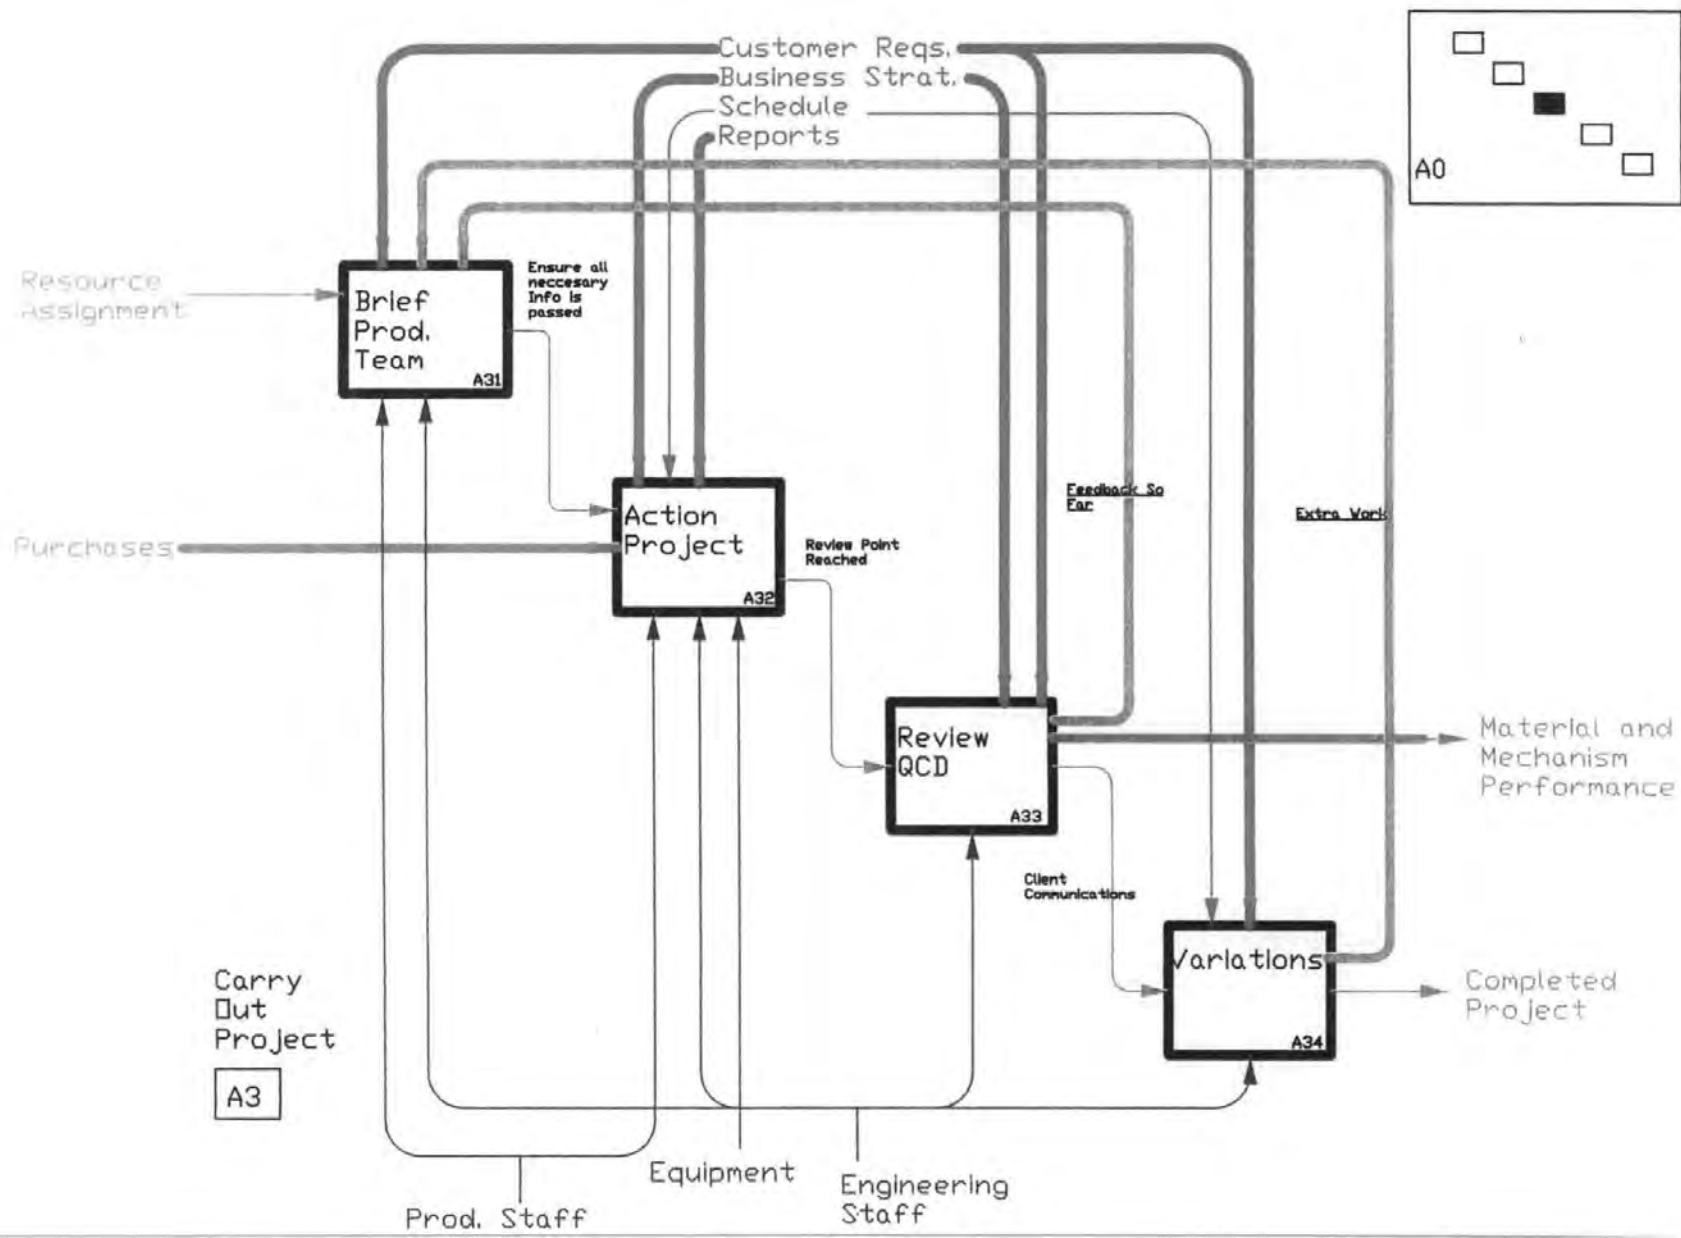 Customer Reqs.
Business Strat.
Schedule
Reports
A0
Resource
Assignment
Brief
Prod.
Team
A31
Ensure all
neccesary
Info is
passed
Action
Project
A32
Purchases
Review Point
Reached
Feedback So
Far
Extra Work
Review
QCD
A33
Material and
Mechanism
Performance
Client
Communications
Variations
A34
Completed
Project
Carry
Out
Project
A3
Equipment
Engineering
Staff
Prod. Staff